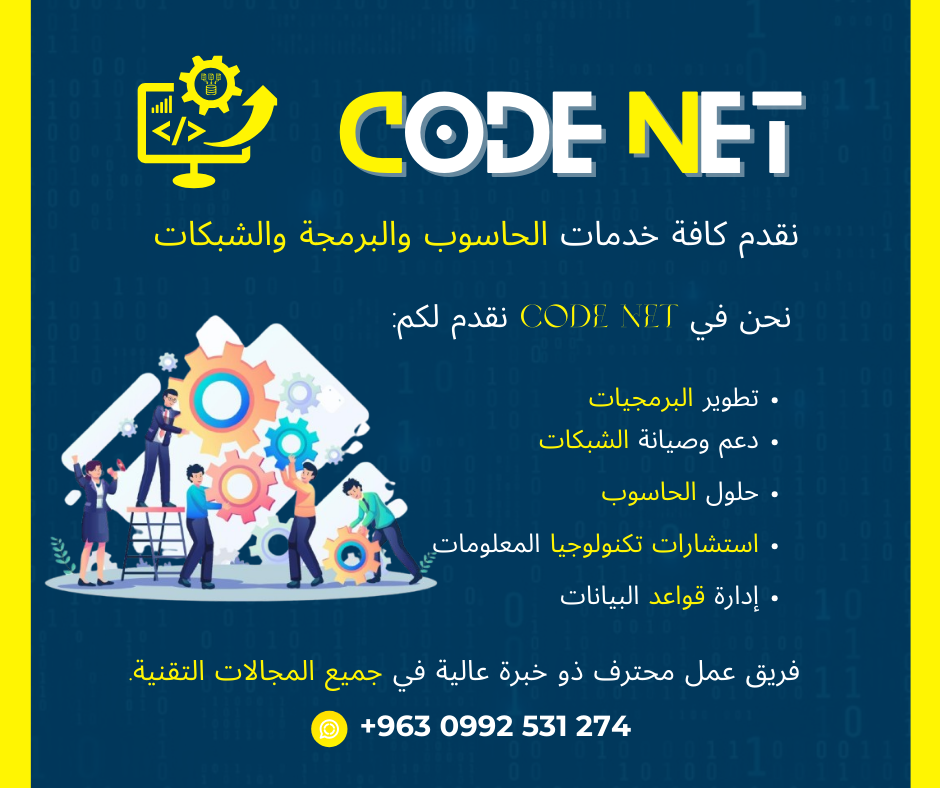 </>
CODE NET
نقدم كافة خدمات الحاسوب والبرمجة والشبكات
نحن في CODE NET نقدم لكم:
• تطوير البرمجيات
• دعم وصيانة الشبكات
• حلول الحاسوب
• استشارات تكنولوجيا المعلومات
• إدارة قواعد البيانات
فريق عمل محترف ذو خبرة عالية في جميع المجالات التقنية.
+963 0992 531 274